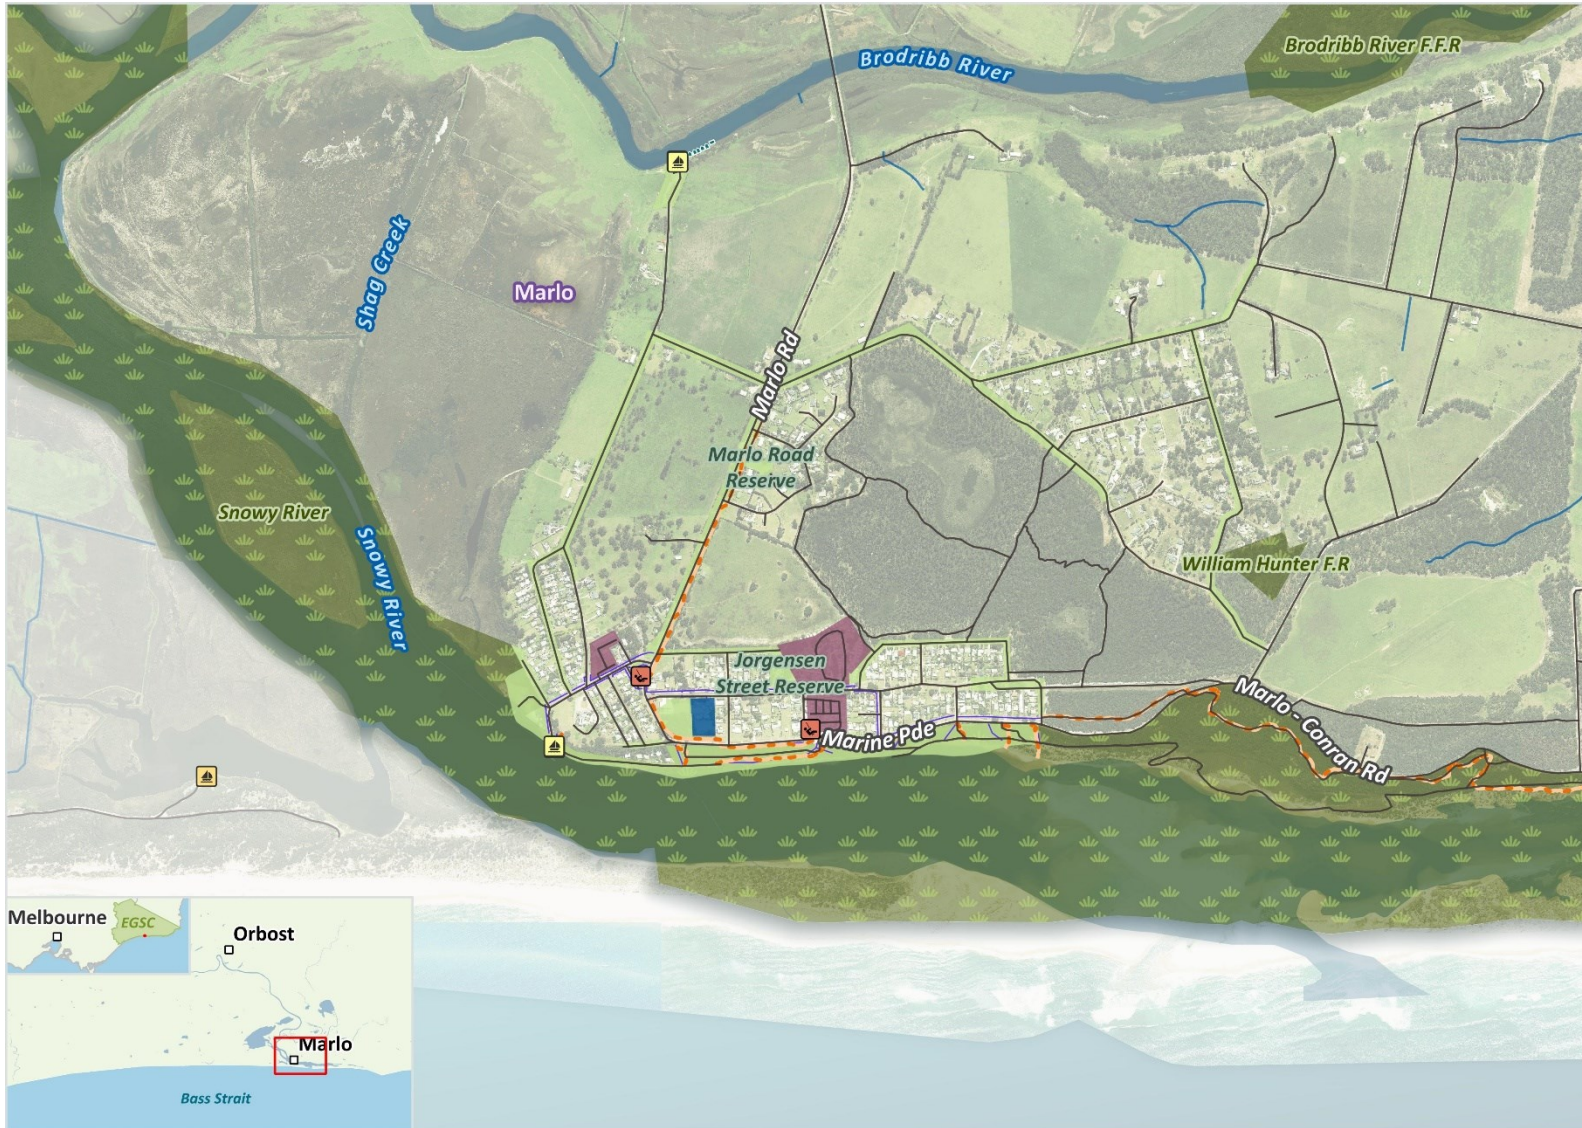 Brodribb River F.F.R
Brodribb River
Shag Creek
Marlo
Marlo Rd
Marlo Road
Reserve
Snowy River
Snowy River
William Hunter F.R
Jorgensen
Street Reserve
Marlo - Conran Rd
Marine Pde
Melbourne
EGSC
Orbost
Marlo
Bass Strait